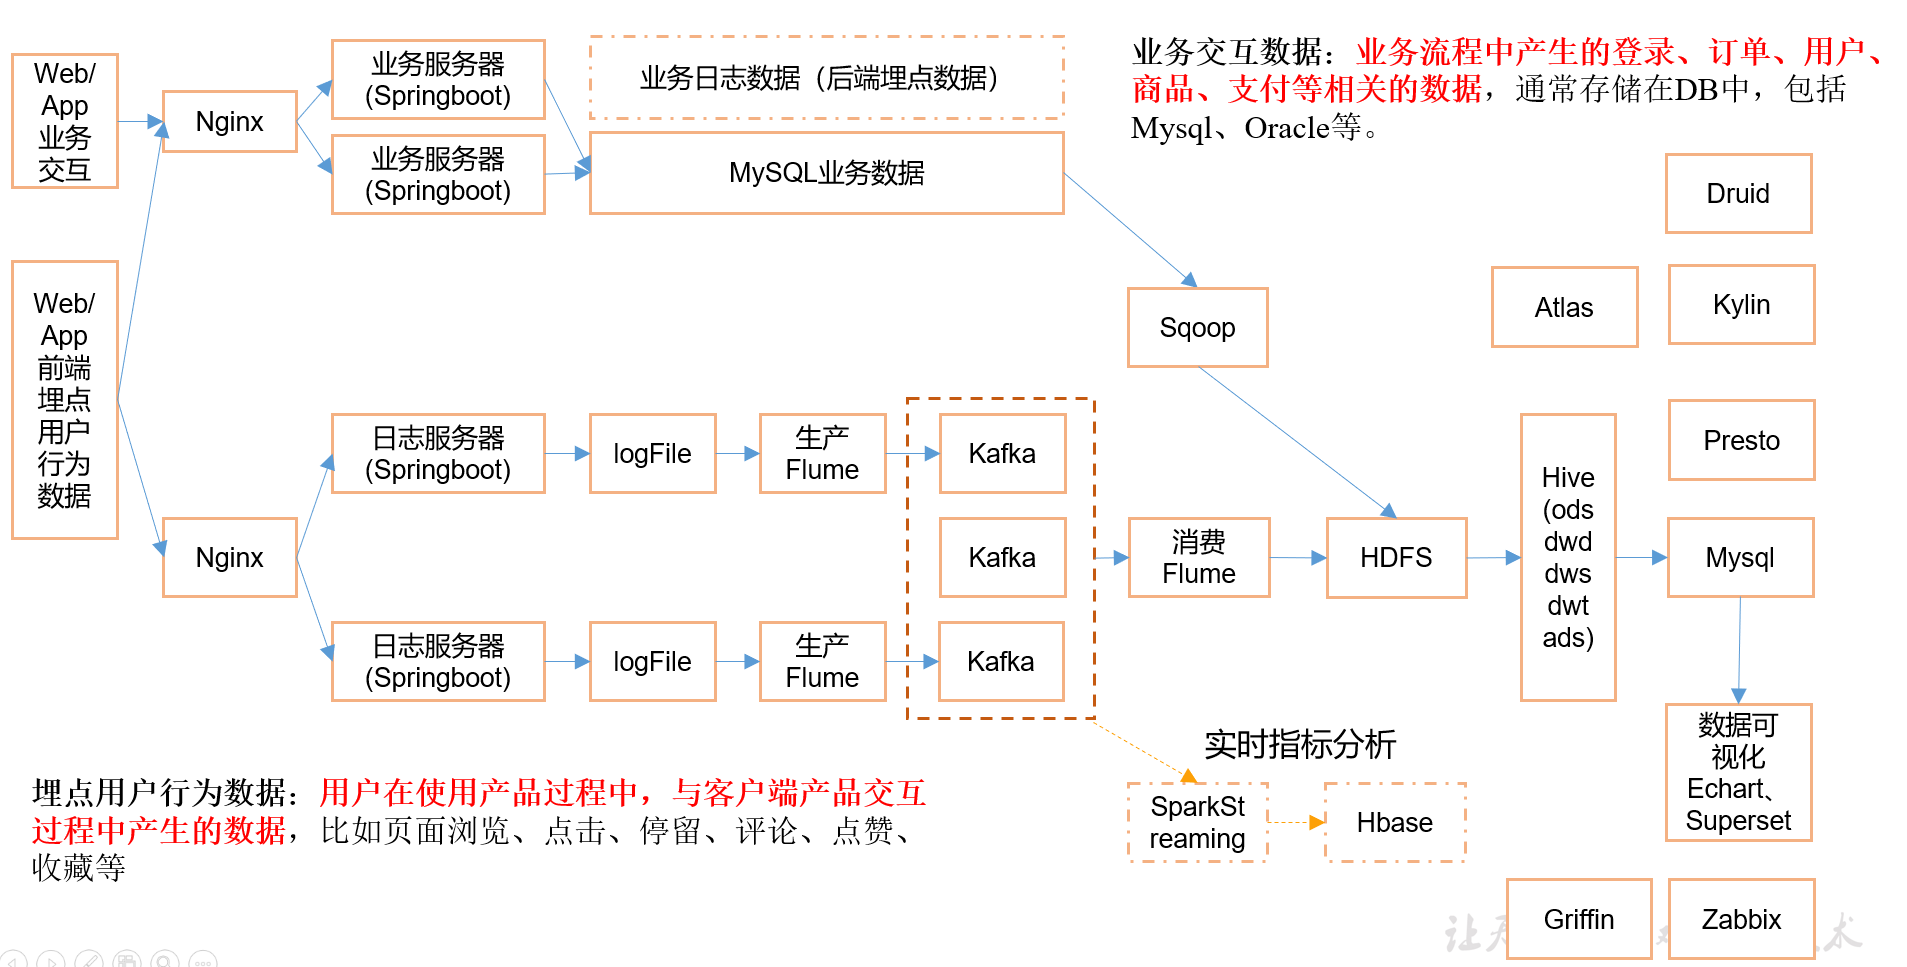 Web/
App
业务
交互
Nginx
业务服务器
(Springboot)
业务服务器
(Springboot)
业务日志数据（后端埋点数据）
MySQL业务数据
业务交互数据：业务流程中产生的登录、订单、用户、
商品、支付等相关的数据，通常存储在DB中，包括
Mysql、Oracle等。
Druid
Web/
App
前端
埋点
用户
行为
数据
Sqoop
Atlas
Kylin
Presto
Nginx
日志服务器
(Springboot)
logFile
生产
Flume
Kafka
Kafka
日志服务器
(Springboot)
logFile
生产
Flume
Kafka
消费
Flume
HDFS
Hive
(ods
dwd
dws
dwt
ads)
Mysql
数据可
视化
Echart、
Superset
实时指标分析
SparkSt
reaming
Hbase
埋点用户行为数据：用户在使用产品过程中，与客户端产品交互
过程中产生的数据，比如页面浏览、点击、停留、评论、点赞、
收藏等
Griffin
Zabbix
让
术